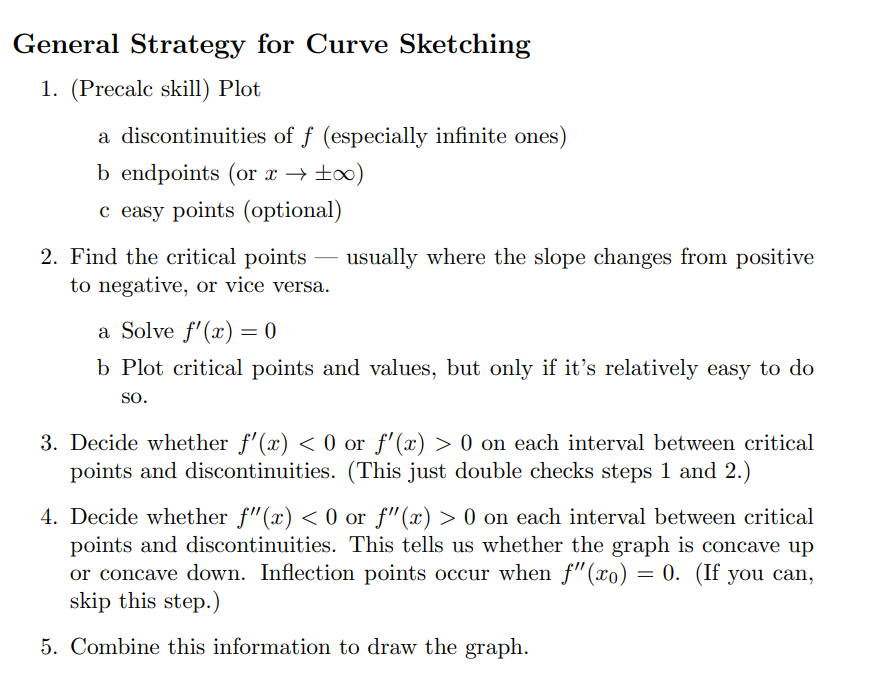 General Strategy for Curve Sketching
1. (Precalc skill) Plot
a discontinuities of f (especially infinite ones)
b endpoints (or x → ±∞)
c easy points (optional)
2. Find the critical points — usually where the slope changes from positive
to negative, or vice versa.
a Solve f′(x) = 0
b Plot critical points and values, but only if it's relatively easy to do
so.
3. Decide whether f′(x) < 0 or f′(x) > 0 on each interval between critical
points and discontinuities. (This just double checks steps 1 and 2.)
4. Decide whether f″(x) < 0 or f″(x) > 0 on each interval between critical
points and discontinuities. This tells us whether the graph is concave up
or concave down. Inflection points occur when f″(x₀) = 0. (If you can,
skip this step.)
5. Combine this information to draw the graph.